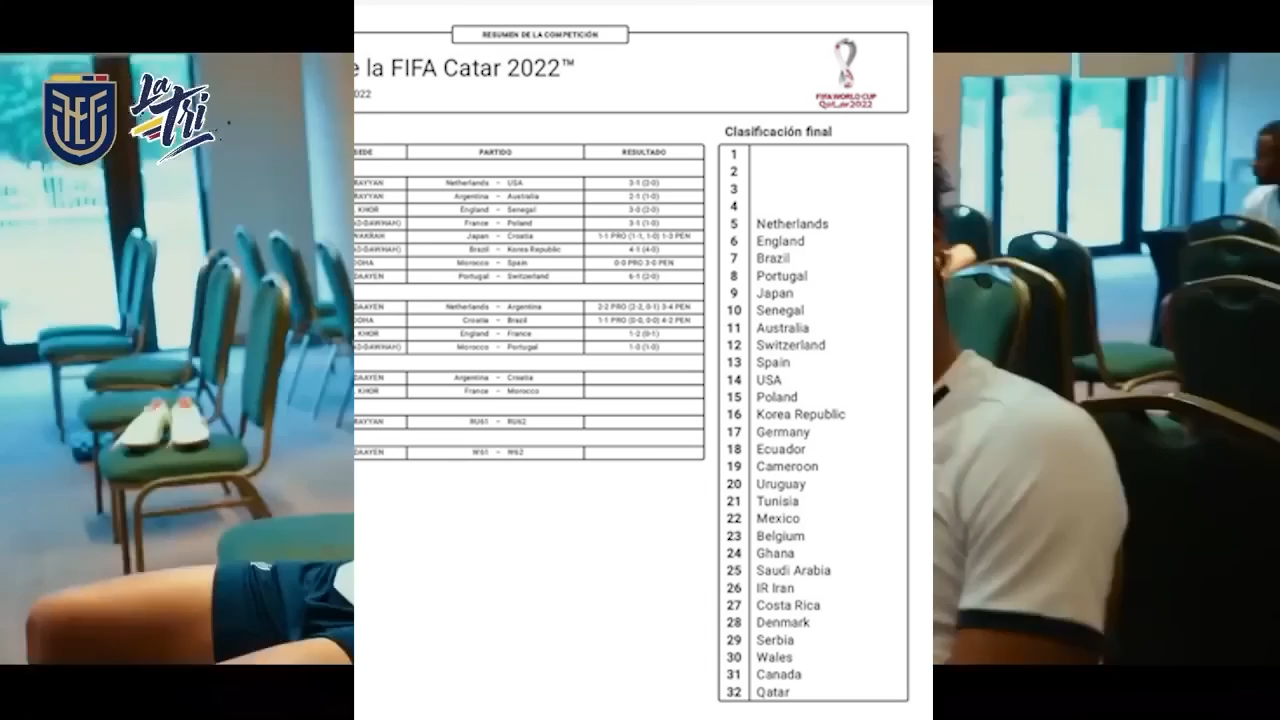 La Tri
FEF
RESUMEN DE LA COMPETICIÓN
e la FIFA Catar 2022™
022
FIFA WORLD CUP
Qatar2022
Clasificación final
SEDE PARTIDO RESULTADO
RAYYAN Netherlands - USA 3-1 (2-0)
RAYYAN Argentina - Australia 2-1 (1-0)
KHOR England - Senegal 3-0 (2-0)
AD-DAWHAH) France - Poland 3-1 (1-0)
WAKRAH Japan - Croatia 1-1 PRO (1-1, 1-0) 1-3 PEN
AD-DAWHAH) Brazil - Korea Republic 4-1 (4-0)
DOHA Morocco - Spain 0-0 PRO 3-0 PEN
DAAYEN Portugal - Switzerland 6-1 (2-0)
DAAYEN Netherlands - Argentina 2-2 PRO (2-2, 0-1) 3-4 PEN
DOHA Croatia - Brazil 1-1 PRO (0-0, 0-0) 4-2 PEN
KHOR England - France 1-2 (0-1)
AD-DAWHAH) Morocco - Portugal 1-0 (1-0)
DAAYEN Argentina - Croatia
KHOR France - Morocco
RAYYAN RU61 - RU62
DAAYEN W61 - W62
1
2
3
4
5 Netherlands
6 England
7 Brazil
8 Portugal
9 Japan
10 Senegal
11 Australia
12 Switzerland
13 Spain
14 USA
15 Poland
16 Korea Republic
17 Germany
18 Ecuador
19 Cameroon
20 Uruguay
21 Tunisia
22 Mexico
23 Belgium
24 Ghana
25 Saudi Arabia
26 IR Iran
27 Costa Rica
28 Denmark
29 Serbia
30 Wales
31 Canada
32 Qatar